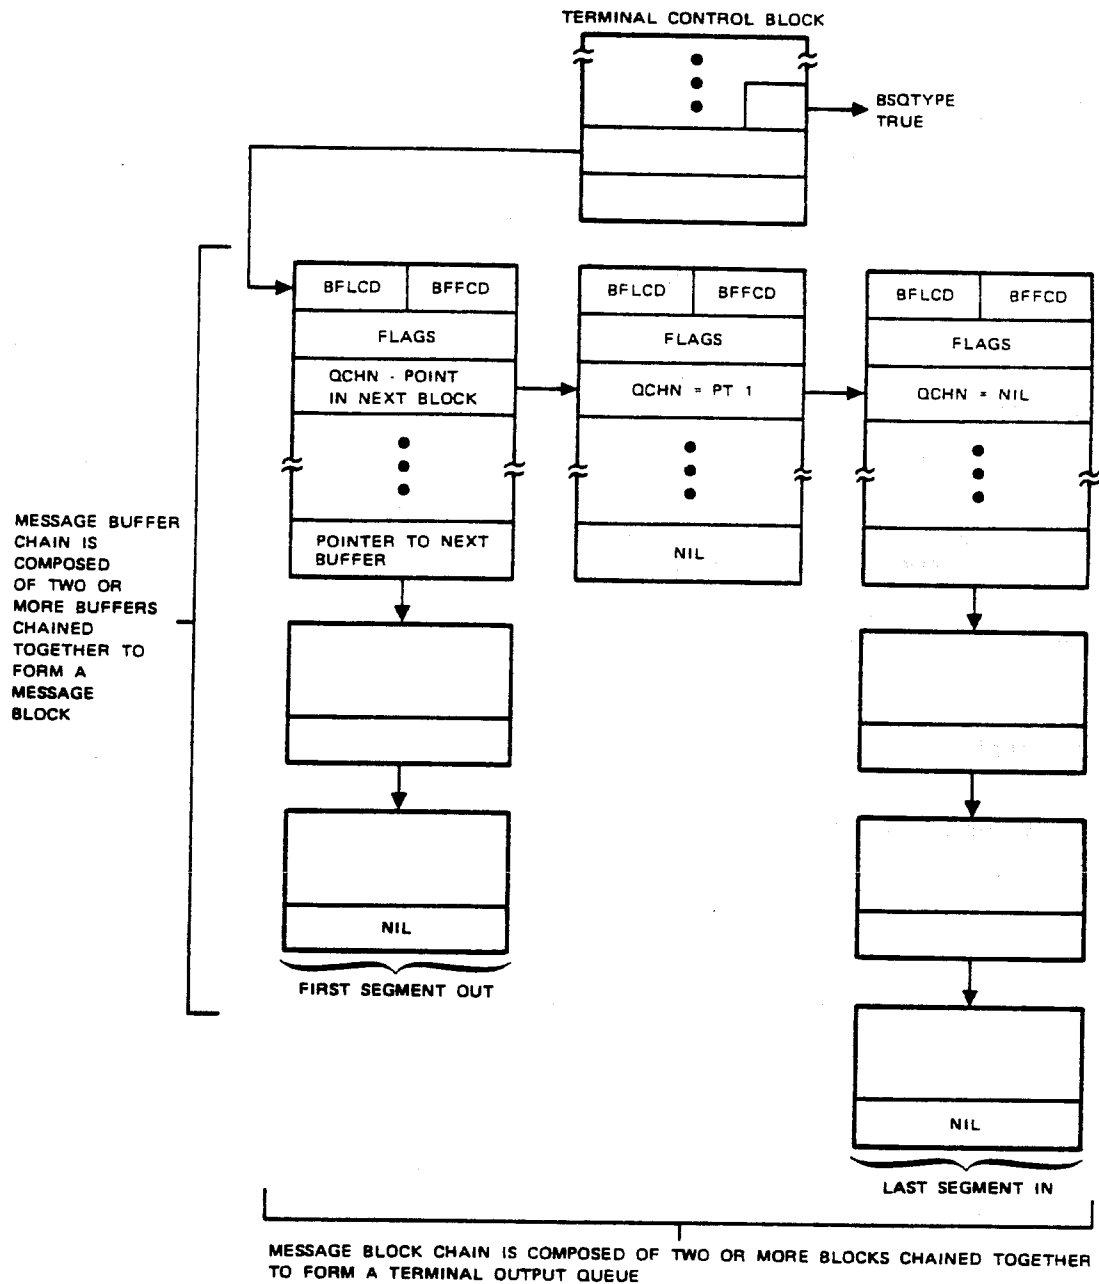 TERMINAL CONTROL BLOCK
BSQTYPE
TRUE
BFLCD BFFCD
FLAGS
QCHN - POINT
IN NEXT BLOCK
POINTER TO NEXT
BUFFER
NIL
FIRST SEGMENT OUT
BFLCD BFFCD
FLAGS
QCHN = PT 1
NIL
BFLCD BFFCD
FLAGS
QCHN = NIL
NIL
LAST SEGMENT IN
MESSAGE BUFFER
CHAIN IS
COMPOSED
OF TWO OR
MORE BUFFERS
CHAINED
TOGETHER TO
FORM A
MESSAGE
BLOCK
MESSAGE BLOCK CHAIN IS COMPOSED OF TWO OR MORE BLOCKS CHAINED TOGETHER
TO FORM A TERMINAL OUTPUT QUEUE